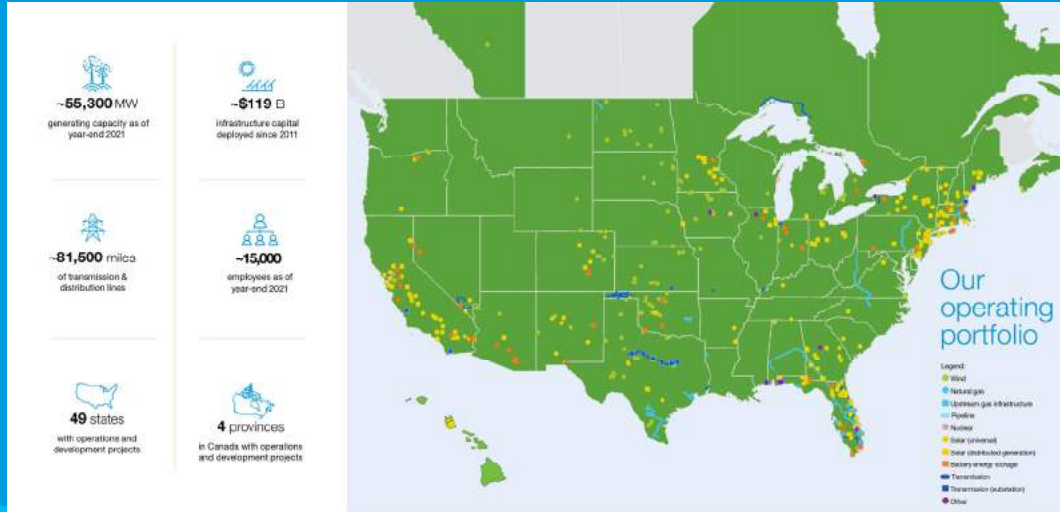 ~55,300 MW
generating capacity as of
year-end 2021
~$119 B
infrastructure capital
deployed since 2011
~81,500 miles
of transmission &
distribution lines
~15,000
employees as of
year-end 2021
49 states
with operations and
development projects
4 provinces
in Canada with operations
and development projects
Our
operating
portfolio
Legend:
Wind
Natural gas
Upstream gas infrastructure
Pipeline
Nuclear
Solar (universal)
Solar (distributed generation)
Battery energy storage
Transmission
Transmission (substation)
Other